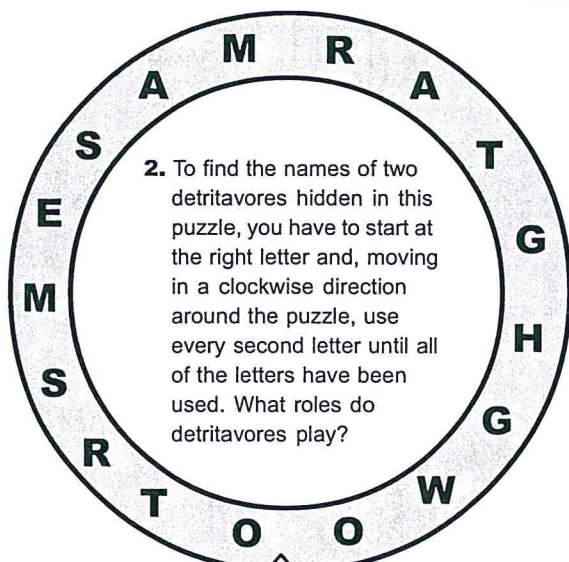 M R A T G H G W O O T R S M E S A
2. To find the names of two
detritavores hidden in this
puzzle, you have to start at
the right letter and, moving
in a clockwise direction
around the puzzle, use
every second letter until all
of the letters have been
used. What roles do
detritavores play?